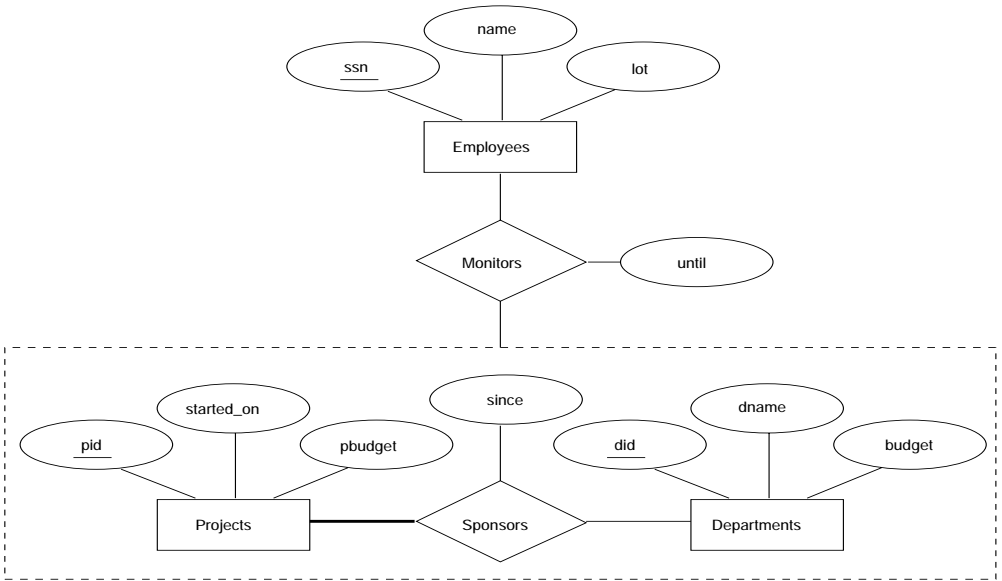 name
ssn
lot
Employees
Monitors
until
since
started_on
dname
pid
pbudget
did
budget
Projects
Sponsors
Departments